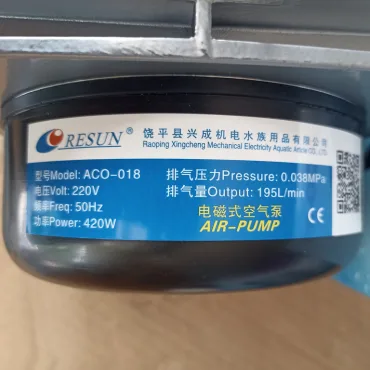 RESUN®
饶平县兴成机电水族用品有限公司
Raoping Xingcheng Mechanical Electricity Aquatic Article CO., LTD.
型号Model: ACO-018
电压Volt: 220V
频率Freq: 50Hz
功率Power: 420W
排气压力Pressure: 0.038MPa
排气量Output: 195L/min
电磁式空气泵
AIR-PUMP
CE